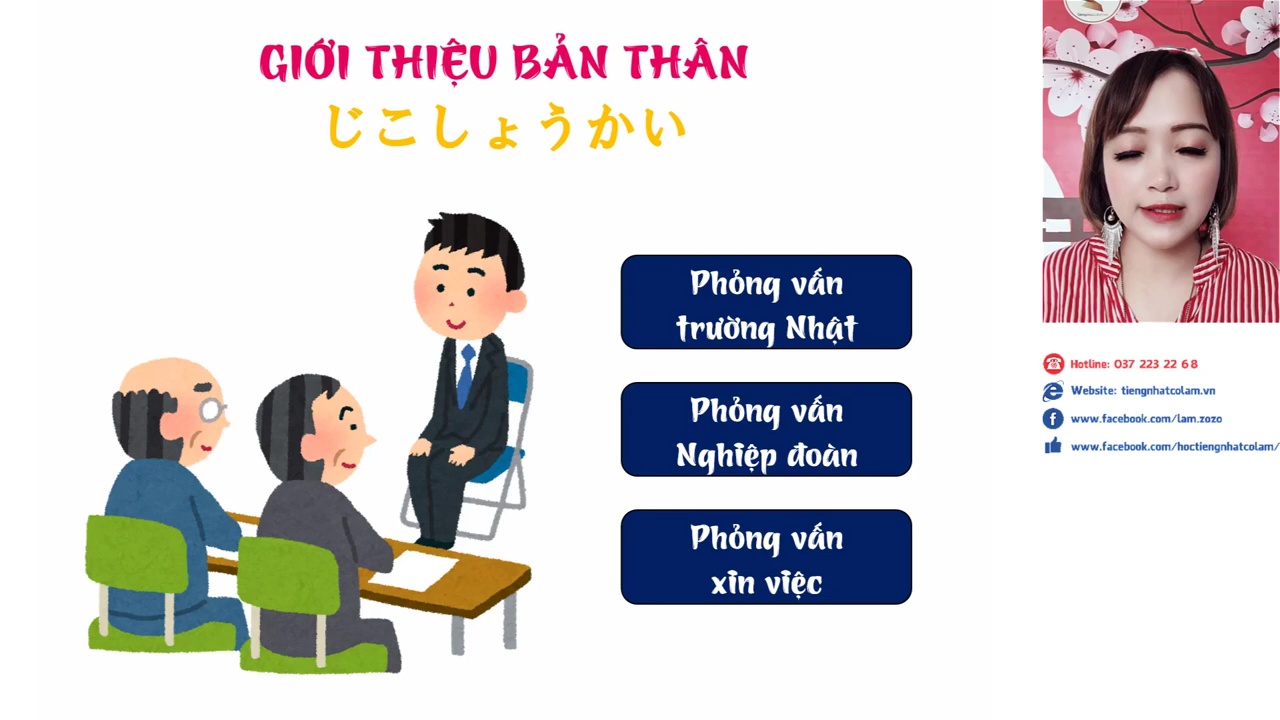 GIỚI THIỆU BẢN THÂN
じこしょうかい
Phỏng vấn
trường Nhật
Phỏng vấn
Nghiệp đoàn
Phỏng vấn
xin việc
Hotline: 037 223 22 68
Website: tiengnhatcolam.vn
www.facebook.com/lam.zozo
www.facebook.com/hoctiengnhatcolam/